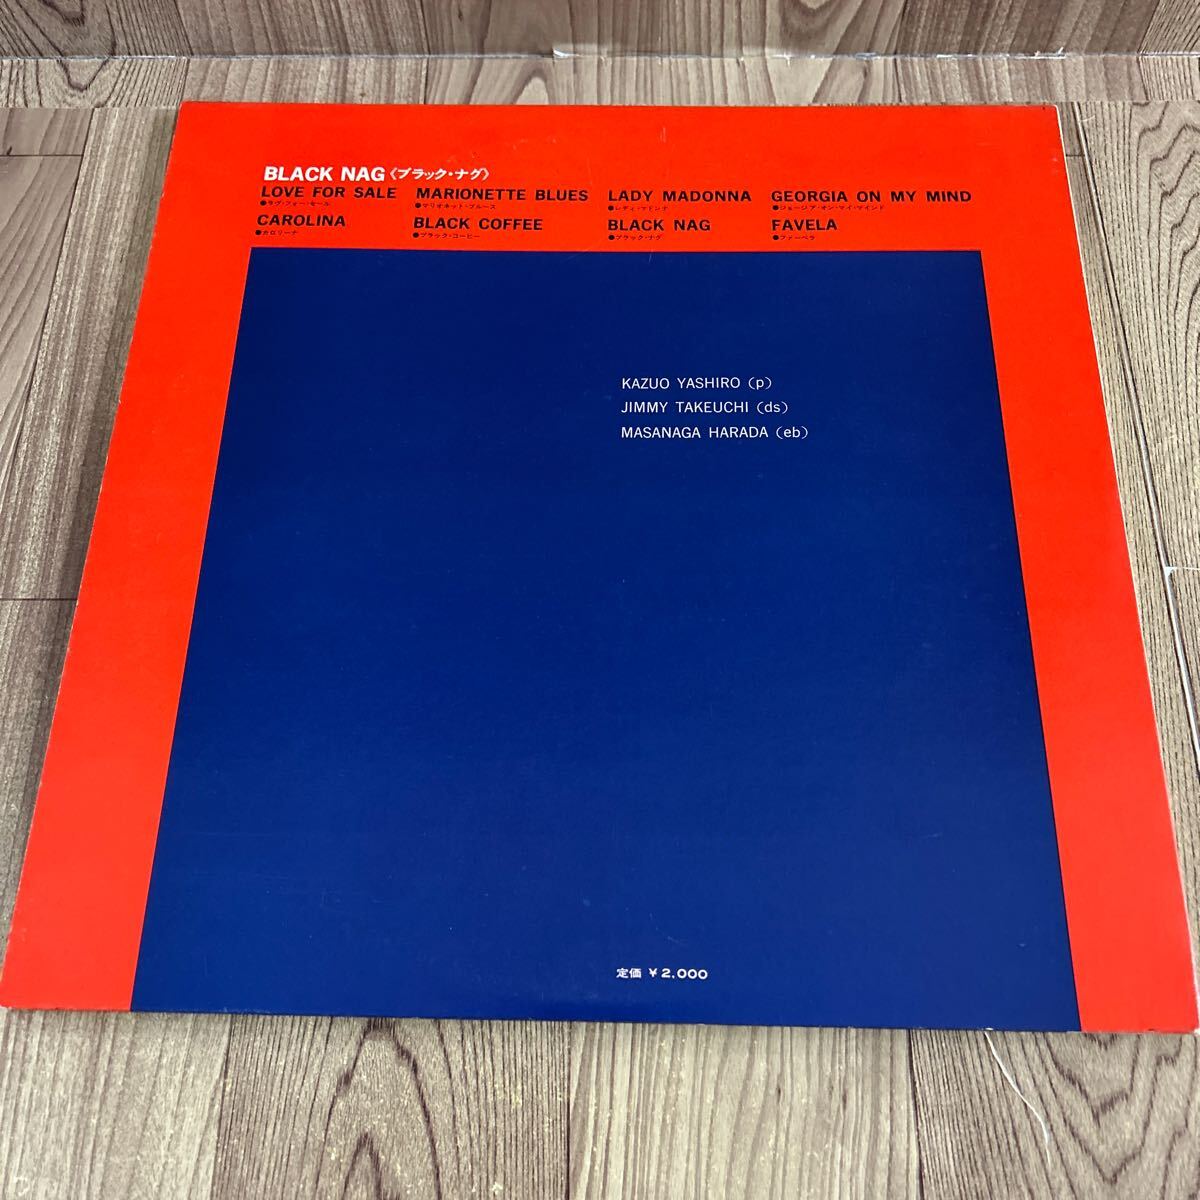 BLACK NAG《ブラック・ナグ》
LOVE FOR SALE MARIONETTE BLUES LADY MADONNA GEORGIA ON MY MIND
●ラヴ・フォー・セール ●マリオネット・ブルース ●レディ・マドンナ ●ジョージア・オン・マイ・マインド
CAROLINA BLACK COFFEE BLACK NAG FAVELA
●カロリーナ ●ブラック・コーヒー ●ブラック・ナグ ●ファーベラ
KAZUO YASHIRO (p)
JIMMY TAKEUCHI (ds)
MASANAGA HARADA (eb)
定価 ¥2,000